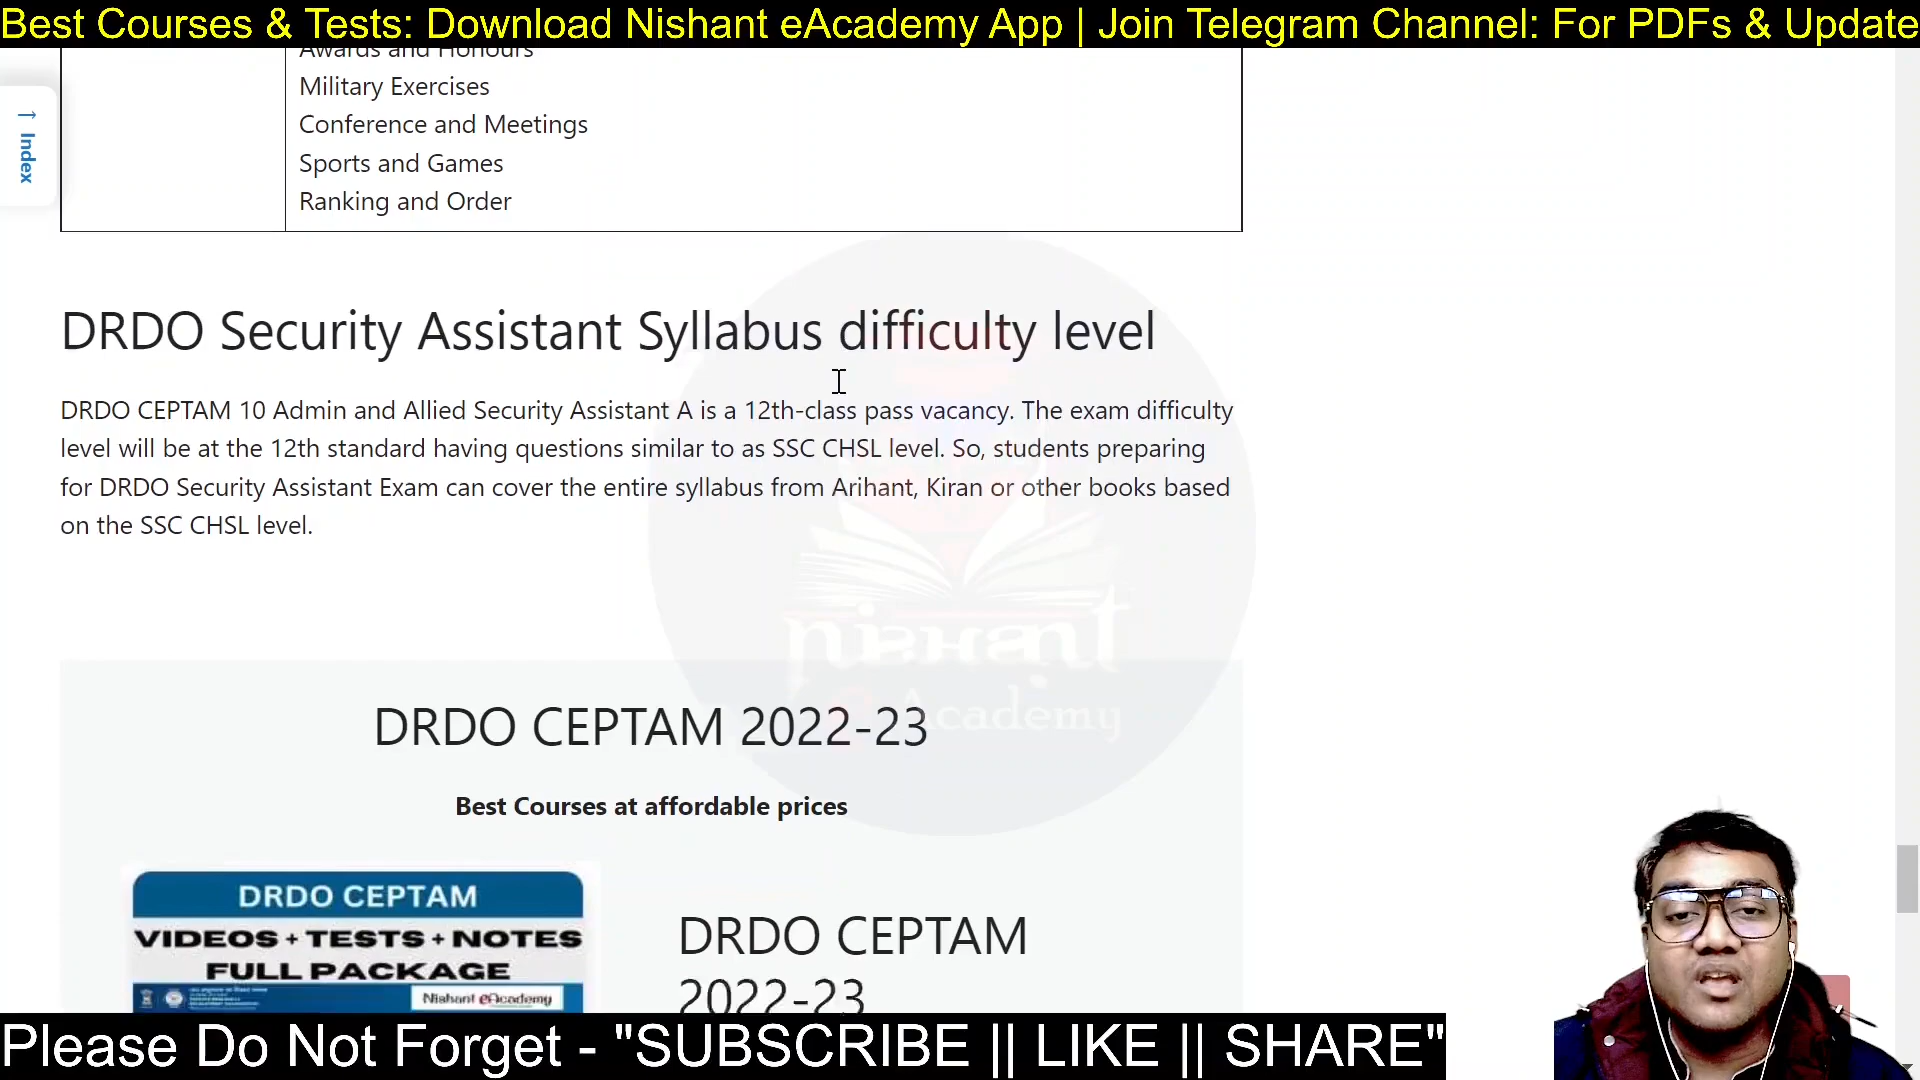 Best Courses & Tests: Download Nishant eAcademy App | Join Telegram Channel: For PDFs & Update
Awards and Honours
Military Exercises
Conference and Meetings
Sports and Games
Ranking and Order
↑ Index
DRDO Security Assistant Syllabus difficulty level
DRDO CEPTAM 10 Admin and Allied Security Assistant A is a 12th-class pass vacancy. The exam difficulty
level will be at the 12th standard having questions similar to as SSC CHSL level. So, students preparing
for DRDO Security Assistant Exam can cover the entire syllabus from Arihant, Kiran or other books based
on the SSC CHSL level.
nishant
eAcademy
DRDO CEPTAM 2022-23
Best Courses at affordable prices
DRDO CEPTAM
VIDEOS + TESTS + NOTES
FULL PACKAGE
Nishant eAcademy
DRDO CEPTAM
2022-23
Please Do Not Forget - "SUBSCRIBE || LIKE || SHARE"